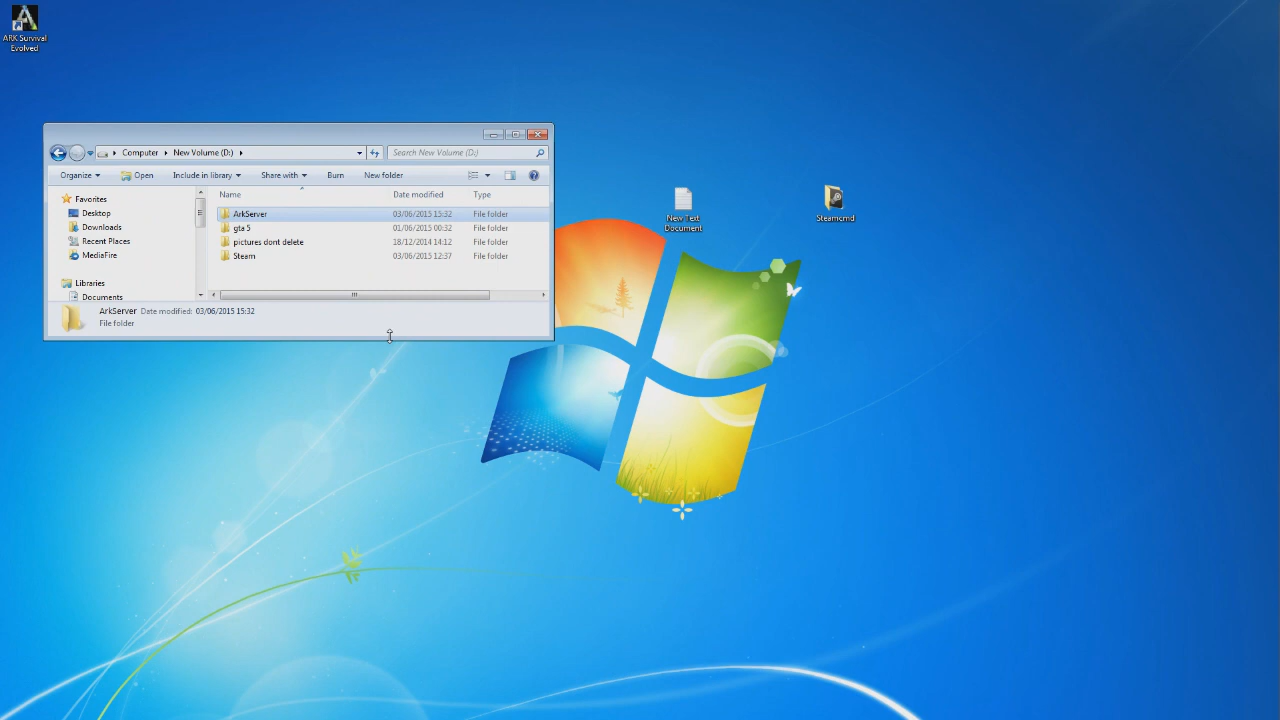 ARK Survival
Evolved
Computer New Volume (D:)
Search New Volume (D:)
Organize Open Include in library Share with Burn New folder
Name Date modified Type
Favorites
Desktop
Downloads
Recent Places
MediaFire
Libraries
Documents
ArkServer 03/06/2015 15:32 File folder
gta 5 01/06/2015 00:32 File folder
pictures dont delete 18/12/2014 14:12 File folder
Steam 03/06/2015 12:37 File folder
ArkServer Date modified: 03/06/2015 15:32
File folder
New Text
Document
Steamcmd